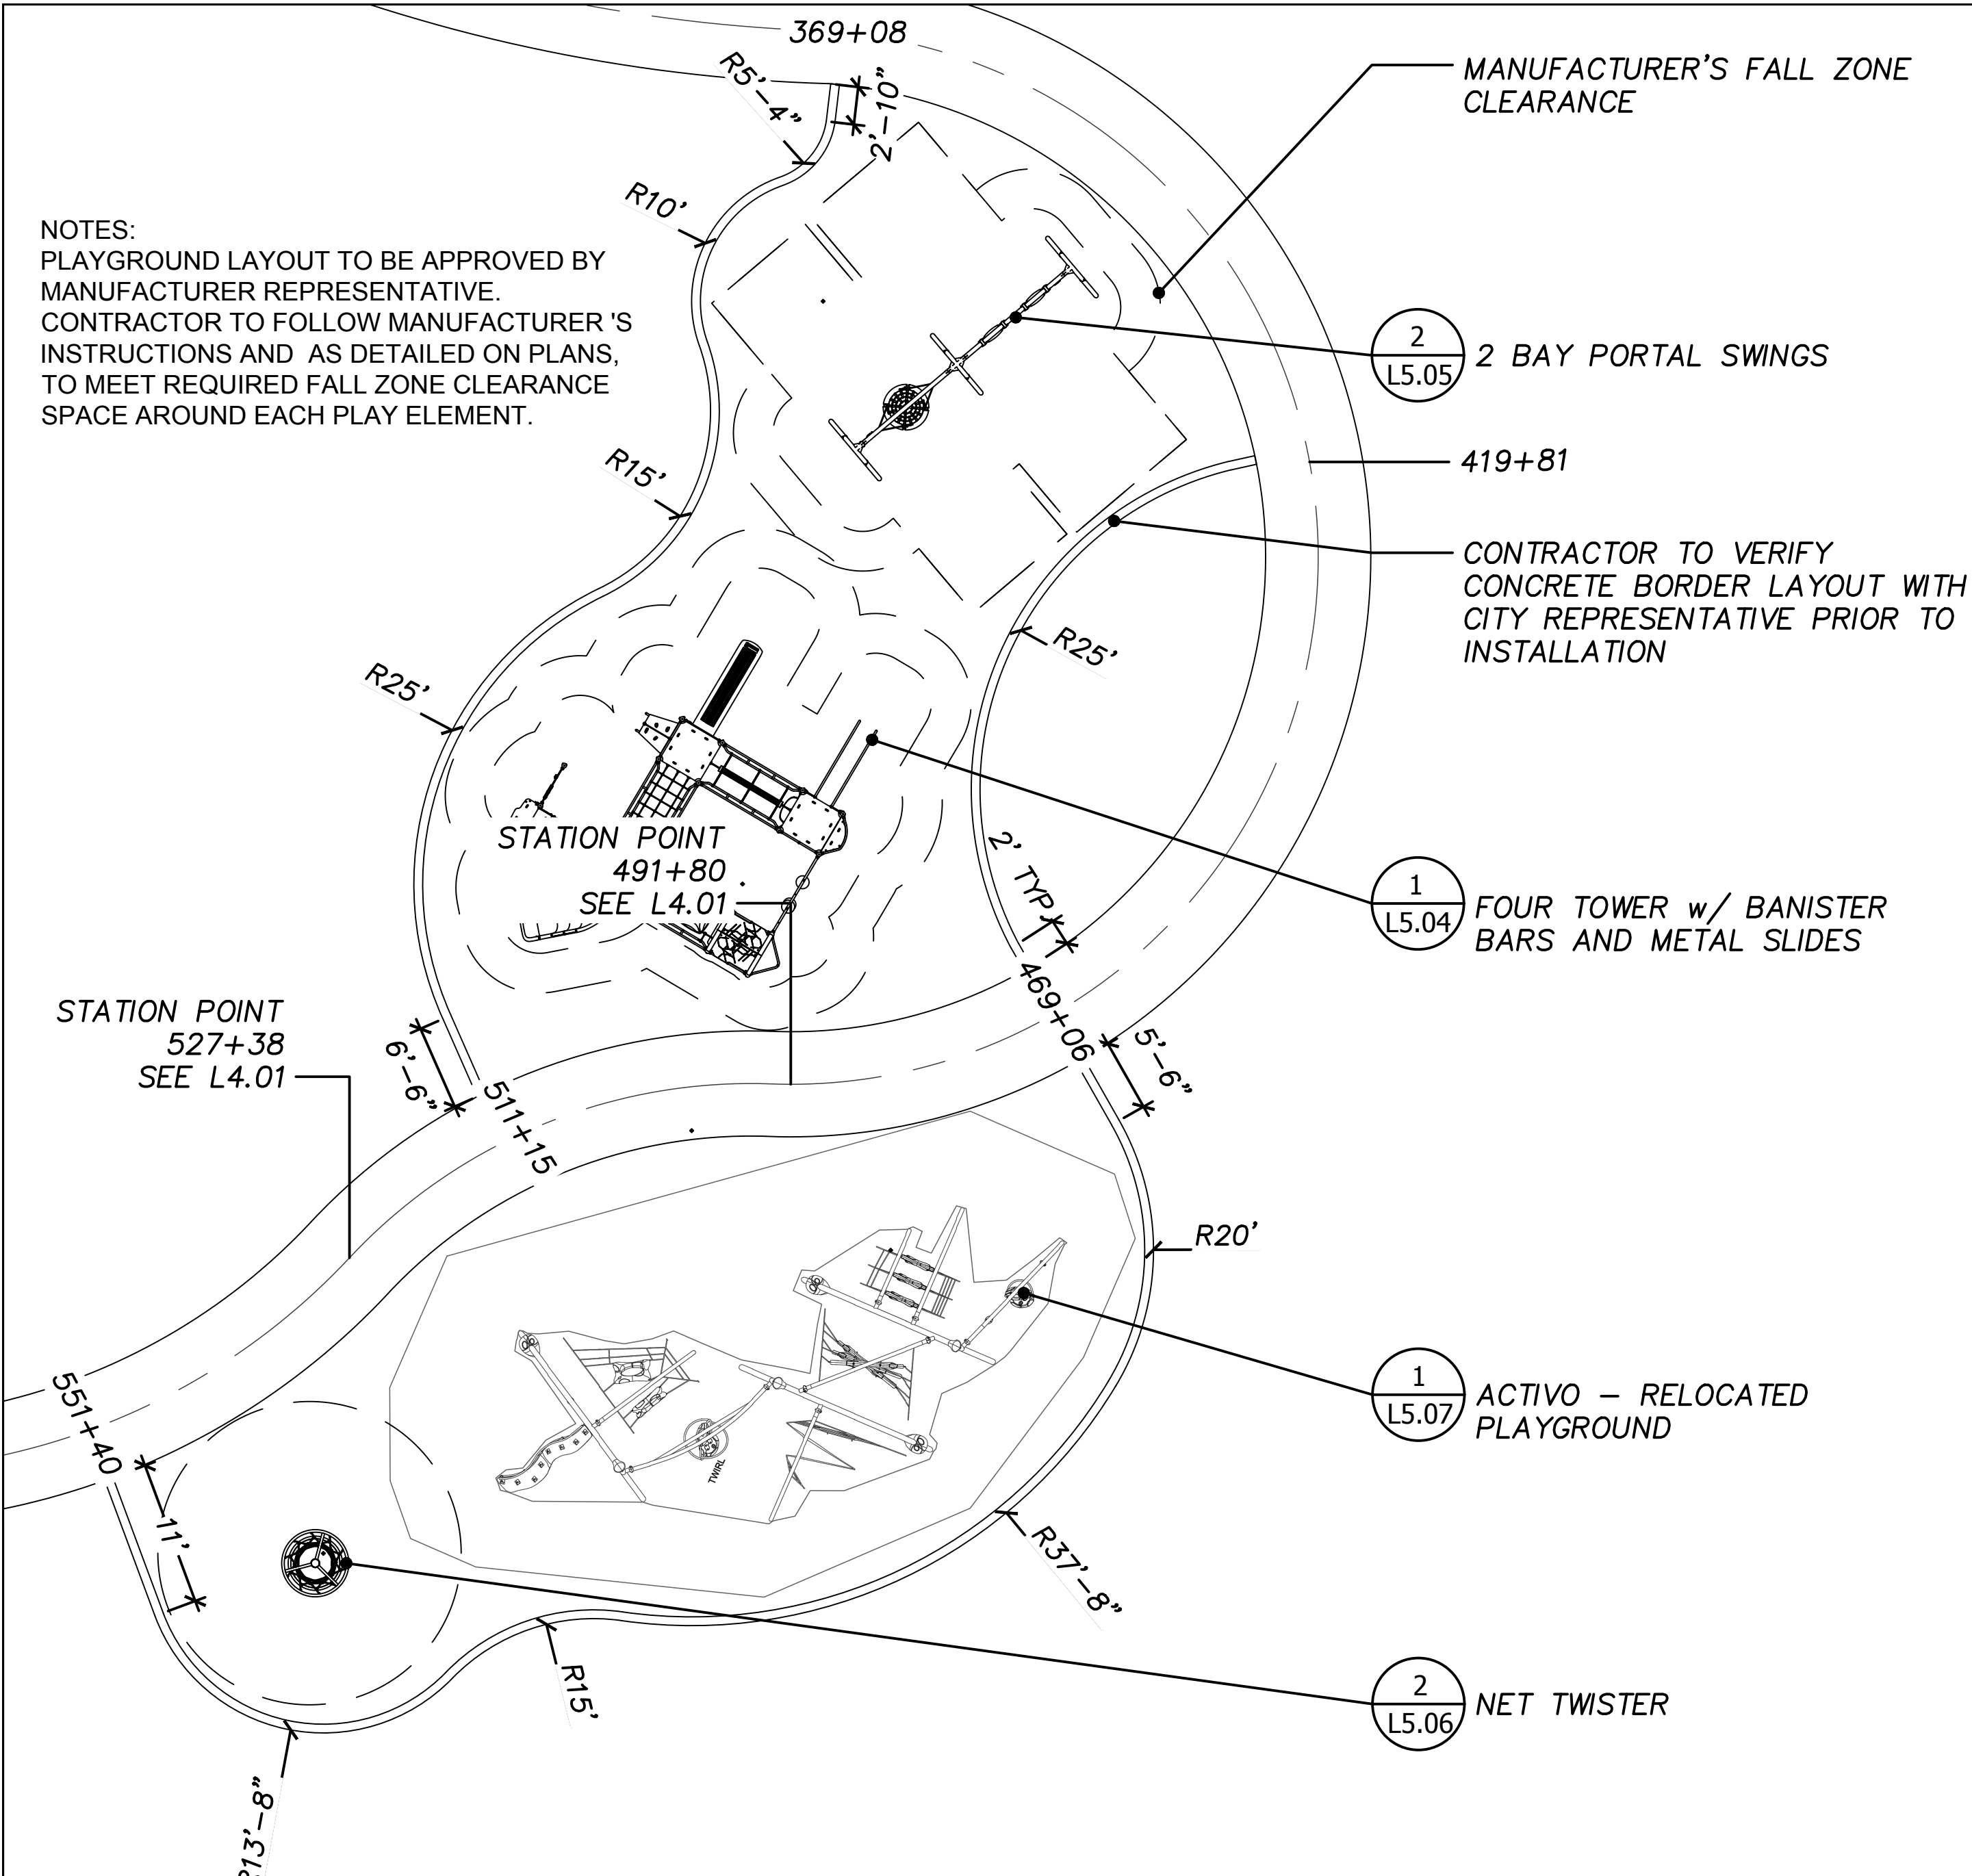 369+08
R5'-4"
2'-10"
MANUFACTURER'S FALL ZONE
CLEARANCE
R10'
NOTES:
PLAYGROUND LAYOUT TO BE APPROVED BY
MANUFACTURER REPRESENTATIVE.
CONTRACTOR TO FOLLOW MANUFACTURER 'S
INSTRUCTIONS AND  AS DETAILED ON PLANS,
TO MEET REQUIRED FALL ZONE CLEARANCE
SPACE AROUND EACH PLAY ELEMENT.
2
L5.05
2 BAY PORTAL SWINGS
R15'
419+81
CONTRACTOR TO VERIFY
CONCRETE BORDER LAYOUT WITH
CITY REPRESENTATIVE PRIOR TO
INSTALLATION
R25'
R25'
STATION POINT
491+80
SEE L4.01
2' TYP
1
L5.04
FOUR TOWER w/ BANISTER
BARS AND METAL SLIDES
469+06
STATION POINT
527+38
SEE L4.01
6'-6"
5'-6"
511+15
R20'
1
L5.07
ACTIVO – RELOCATED
PLAYGROUND
551+40
TWIRL
11'
R37'-8"
R15'
2
L5.06
NET TWISTER
R13'-8"